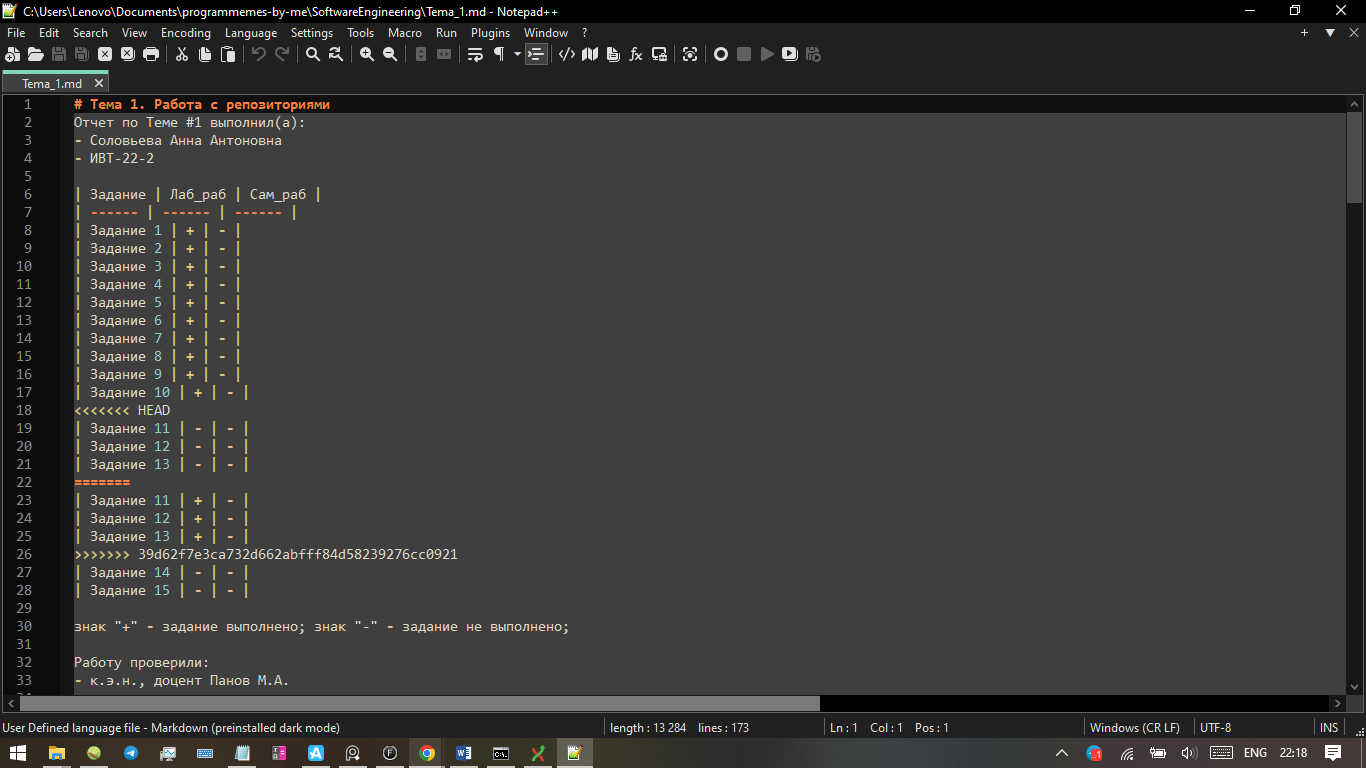 C:\Users\Lenovo\Documents\programmemes-by-me\SoftwareEngineering\Tema_1.md - Notepad++
File Edit Search View Encoding Language Settings Tools Macro Run Plugins Window ?
Tema_1.md
1 # Тема 1. Работа с репозиториями
2 Отчет по Теме #1 выполнил(а):
3 - Соловьева Анна Антоновна
4 - ИВТ-22-2
5
6 | Задание | Лаб_раб | Сам_раб |
7 | ------ | ------ | ------ |
8 | Задание 1 | + | - |
9 | Задание 2 | + | - |
10 | Задание 3 | + | - |
11 | Задание 4 | + | - |
12 | Задание 5 | + | - |
13 | Задание 6 | + | - |
14 | Задание 7 | + | - |
15 | Задание 8 | + | - |
16 | Задание 9 | + | - |
17 | Задание 10 | + | - |
18 <<<<<<< HEAD
19 | Задание 11 | - | - |
20 | Задание 12 | - | - |
21 | Задание 13 | - | - |
22 =======
23 | Задание 11 | + | - |
24 | Задание 12 | + | - |
25 | Задание 13 | + | - |
26 >>>>>>> 39d62f7e3ca732d662abfff84d58239276cc0921
27 | Задание 14 | - | - |
28 | Задание 15 | - | - |
29
30 знак "+" - задание выполнено; знак "-" - задание не выполнено;
31
32 Работу проверили:
33 - к.э.н., доцент Панов М.А.
User Defined language file - Markdown (preinstalled dark mode) length : 13 284 lines : 173 Ln : 1 Col : 1 Pos : 1 Windows (CR LF) UTF-8 INS
ENG 22:18